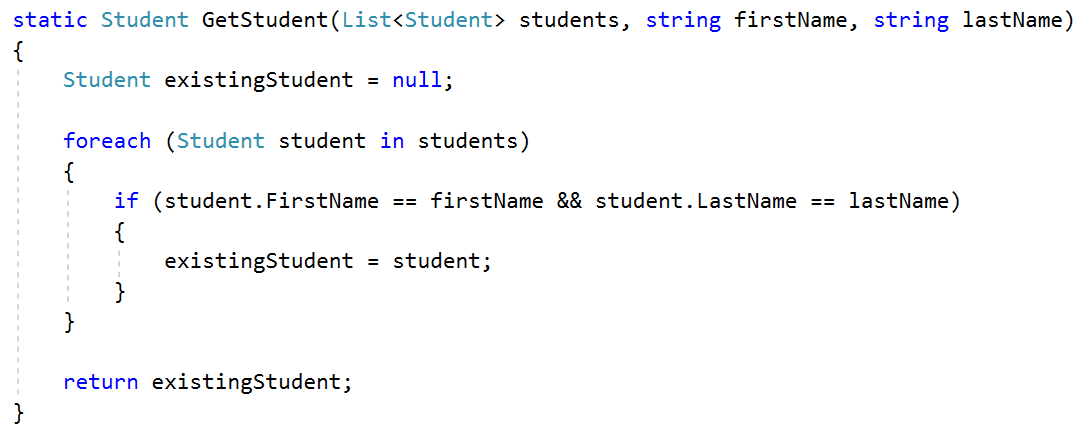 static Student GetStudent(List<Student> students, string firstName, string lastName)
{
    Student existingStudent = null;

    foreach (Student student in students)
    {
        if (student.FirstName == firstName && student.LastName == lastName)
        {
            existingStudent = student;
        }
    }

    return existingStudent;
}